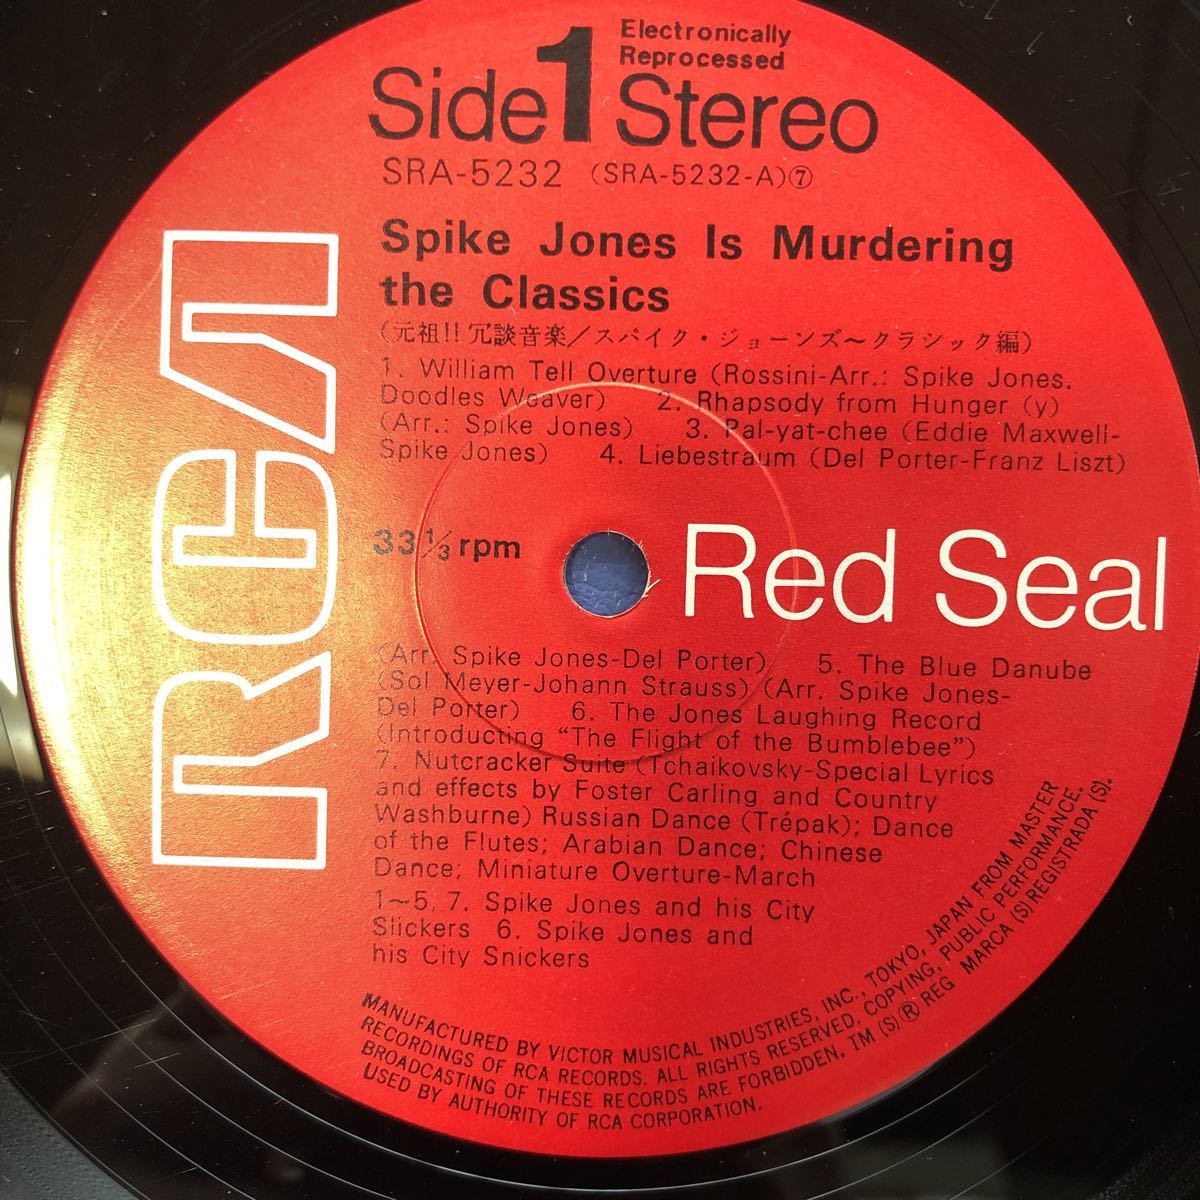 Electronically
Reprocessed
Side 1 Stereo
SRA-5232 (SRA-5232-A)⑦
Spike Jones Is Murdering
the Classics
(元祖!! 冗談音楽/スパイク・ジョーンズ〜クラシック編)
1. William Tell Overture (Rossini-Arr.: Spike Jones.
Doodles Weaver) 2. Rhapsody from Hunger (y)
(Arr.: Spike Jones) 3. Pal-yat-chee (Eddie Maxwell-
Spike Jones) 4. Liebestraum (Del Porter-Franz Liszt)
RCA
33 1/3 rpm
Red Seal
(Arr. Spike Jones-Del Porter) 5. The Blue Danube
(Sol Meyer-Johann Strauss) (Arr. Spike Jones-
Del Porter) 6. The Jones Laughing Record
(Introducting "The Flight of the Bumblebee")
7. Nutcracker Suite (Tchaikovsky-Special Lyrics
and effects by Foster Carling and Country
Washburne) Russian Dance (Trépak); Dance
of the Flutes; Arabian Dance; Chinese
Dance; Miniature Overture-March
1~5, 7. Spike Jones and his City
Slickers 6. Spike Jones and
his City Snickers
MANUFACTURED BY VICTOR MUSICAL INDUSTRIES, INC., TOKYO, JAPAN FROM MASTER
RECORDINGS OF RCA RECORDS. ALL RIGHTS RESERVED, COPYING, PUBLIC PERFORMANCE.
BROADCASTING OF THESE RECORDS ARE FORBIDDEN. TM (S) ® REG MARCA (S) REGISTRADA (S).
USED BY AUTHORITY OF RCA CORPORATION.